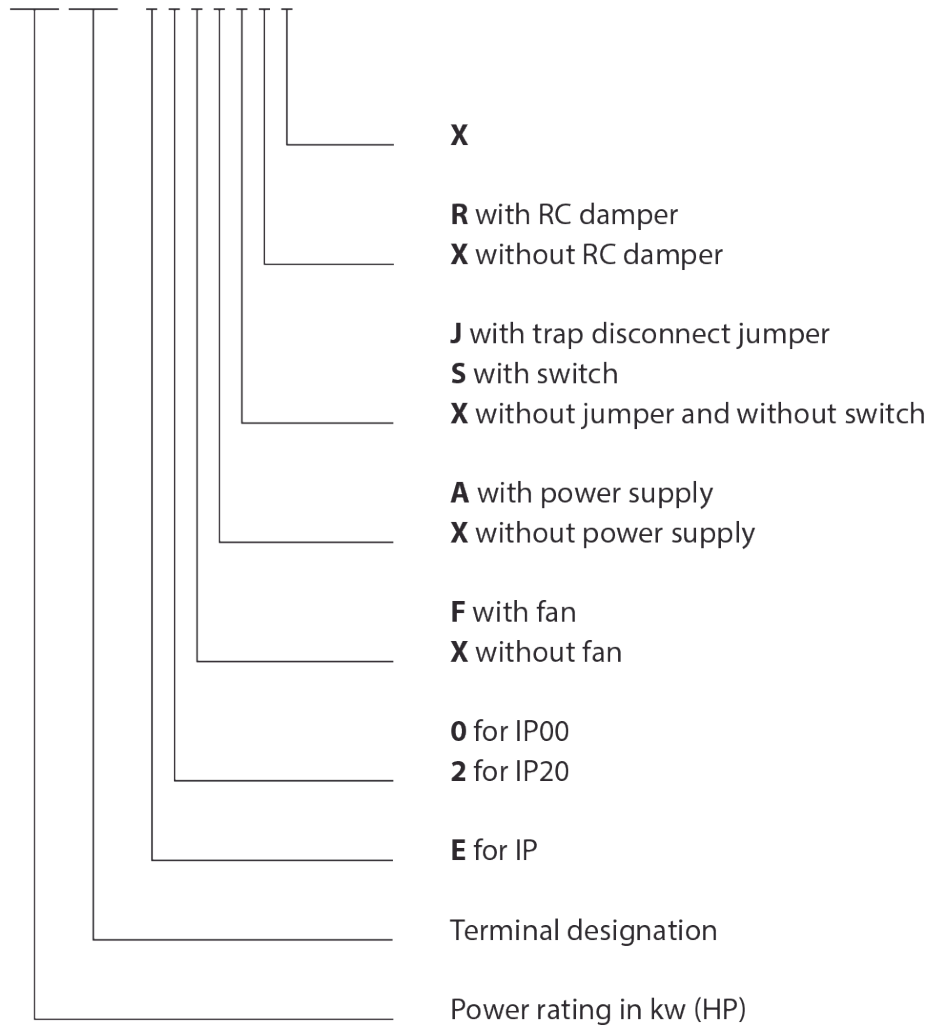 X
R with RC damper
X without RC damper
J with trap disconnect jumper
S with switch
X without jumper and without switch
A with power supply
X without power supply
F with fan
X without fan
0 for IP00
2 for IP20
E for IP
Terminal designation
Power rating in kw (HP)